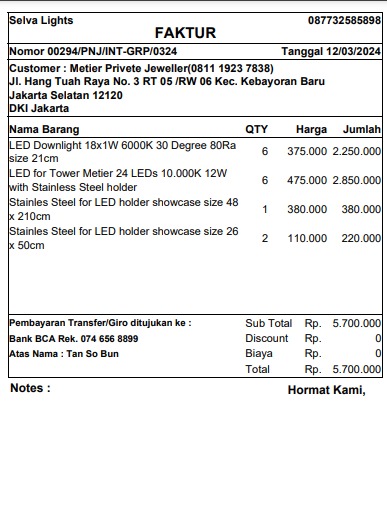 Selva Lights 087732585898
FAKTUR
Nomor 00294/PNJ/INT-GRP/0324 Tanggal 12/03/2024
Customer : Metier Privete Jeweller(0811 1923 7838)
Jl. Hang Tuah Raya No. 3 RT 05 /RW 06 Kec. Kebayoran Baru
Jakarta Selatan 12120
DKI Jakarta
Nama Barang QTY Harga Jumlah
LED Downlight 18x1W 6000K 30 Degree 80Ra
size 21cm 6 375.000 2.250.000
LED for Tower Metier 24 LEDs 10.000K 12W
with Stainless Steel holder 6 475.000 2.850.000
Stainles Steel for LED holder showcase size 48
x 210cm 1 380.000 380.000
Stainles Steel for LED holder showcase size 26
x 50cm 2 110.000 220.000
Pembayaran Transfer/Giro ditujukan ke : Sub Total Rp. 5.700.000
Bank BCA Rek. 074 656 8899 Discount Rp. 0
Atas Nama : Tan So Bun Biaya Rp. 0
Total Rp. 5.700.000
Notes : Hormat Kami,